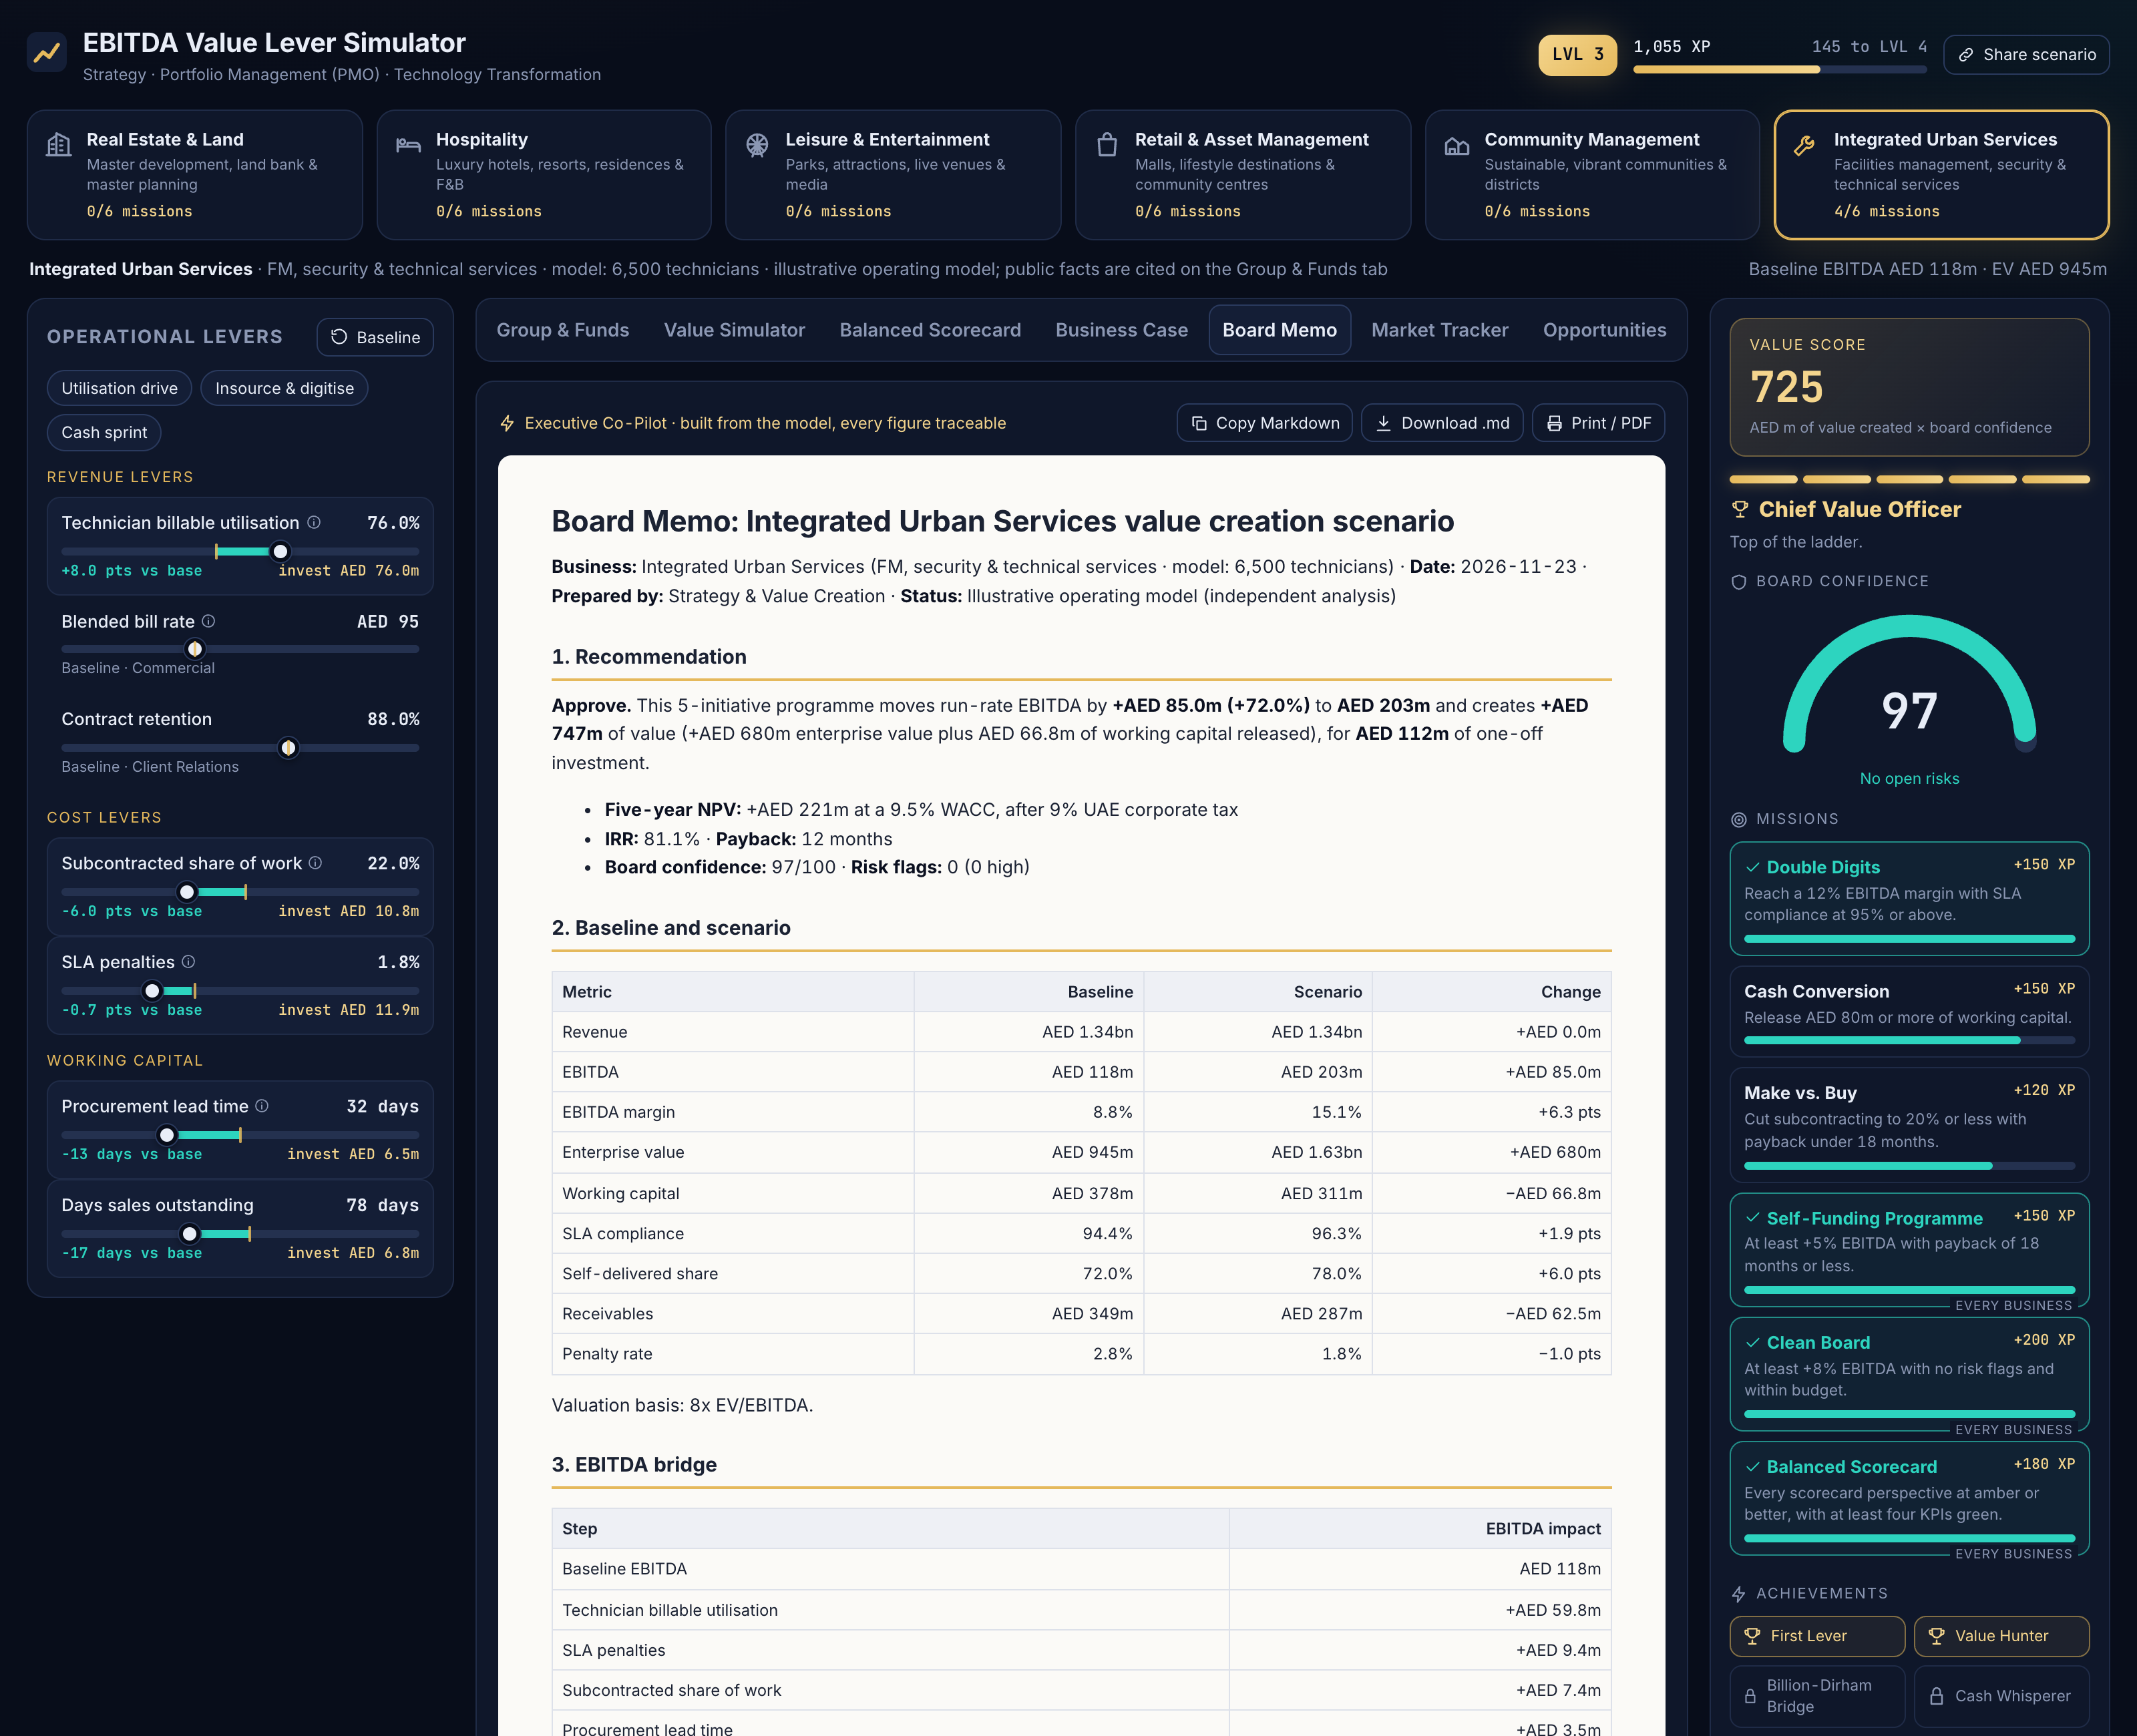 EBITDA Value Lever Simulator
Strategy · Portfolio Management (PMO) · Technology Transformation
LVL 3
1,055 XP
145 to LVL 4
Share scenario
Real Estate & Land
Master development, land bank &
master planning
0/6 missions
Hospitality
Luxury hotels, resorts, residences &
F&B
0/6 missions
Leisure & Entertainment
Parks, attractions, live venues &
media
0/6 missions
Retail & Asset Management
Malls, lifestyle destinations &
community centres
0/6 missions
Community Management
Sustainable, vibrant communities &
districts
0/6 missions
Integrated Urban Services
Facilities management, security &
technical services
4/6 missions
Integrated Urban Services · FM, security & technical services · model: 6,500 technicians · illustrative operating model; public facts are cited on the Group & Funds tab
Baseline EBITDA AED 118m · EV AED 945m
OPERATIONAL LEVERS
Baseline
Utilisation drive
Insource & digitise
Cash sprint
REVENUE LEVERS
Technician billable utilisation 76.0%
+8.0 pts vs base invest AED 76.0m
Blended bill rate AED 95
Baseline · Commercial
Contract retention 88.0%
Baseline · Client Relations
COST LEVERS
Subcontracted share of work 22.0%
-6.0 pts vs base invest AED 10.8m
SLA penalties 1.8%
-0.7 pts vs base invest AED 11.9m
WORKING CAPITAL
Procurement lead time 32 days
-13 days vs base invest AED 6.5m
Days sales outstanding 78 days
-17 days vs base invest AED 6.8m
Group & Funds
Value Simulator
Balanced Scorecard
Business Case
Board Memo
Market Tracker
Opportunities
Executive Co-Pilot · built from the model, every figure traceable
Copy Markdown
Download .md
Print / PDF
Board Memo: Integrated Urban Services value creation scenario
Business: Integrated Urban Services (FM, security & technical services · model: 6,500 technicians) · Date: 2026-11-23 ·
Prepared by: Strategy & Value Creation · Status: Illustrative operating model (independent analysis)
1. Recommendation
Approve. This 5-initiative programme moves run-rate EBITDA by +AED 85.0m (+72.0%) to AED 203m and creates +AED
747m of value (+AED 680m enterprise value plus AED 66.8m of working capital released), for AED 112m of one-off
investment.
• Five-year NPV: +AED 221m at a 9.5% WACC, after 9% UAE corporate tax
• IRR: 81.1% · Payback: 12 months
• Board confidence: 97/100 · Risk flags: 0 (0 high)
2. Baseline and scenario
Metric Baseline Scenario Change
Revenue AED 1.34bn AED 1.34bn +AED 0.0m
EBITDA AED 118m AED 203m +AED 85.0m
EBITDA margin 8.8% 15.1% +6.3 pts
Enterprise value AED 945m AED 1.63bn +AED 680m
Working capital AED 378m AED 311m −AED 66.8m
SLA compliance 94.4% 96.3% +1.9 pts
Self-delivered share 72.0% 78.0% +6.0 pts
Receivables AED 349m AED 287m −AED 62.5m
Penalty rate 2.8% 1.8% −1.0 pts
Valuation basis: 8x EV/EBITDA.
3. EBITDA bridge
Step EBITDA impact
Baseline EBITDA AED 118m
Technician billable utilisation +AED 59.8m
SLA penalties +AED 9.4m
Subcontracted share of work +AED 7.4m
Procurement lead time +AED 3.5m
VALUE SCORE
725
AED m of value created × board confidence
Chief Value Officer
Top of the ladder.
BOARD CONFIDENCE
97
No open risks
MISSIONS
Double Digits +150 XP
Reach a 12% EBITDA margin with SLA
compliance at 95% or above.
Cash Conversion +150 XP
Release AED 80m or more of working capital.
Make vs. Buy +120 XP
Cut subcontracting to 20% or less with
payback under 18 months.
Self-Funding Programme +150 XP
At least +5% EBITDA with payback of 18
months or less.
EVERY BUSINESS
Clean Board +200 XP
At least +8% EBITDA with no risk flags and
within budget.
EVERY BUSINESS
Balanced Scorecard +180 XP
Every scorecard perspective at amber or
better, with at least four KPIs green.
EVERY BUSINESS
ACHIEVEMENTS
First Lever
Value Hunter
Billion-Dirham
Bridge
Cash Whisperer